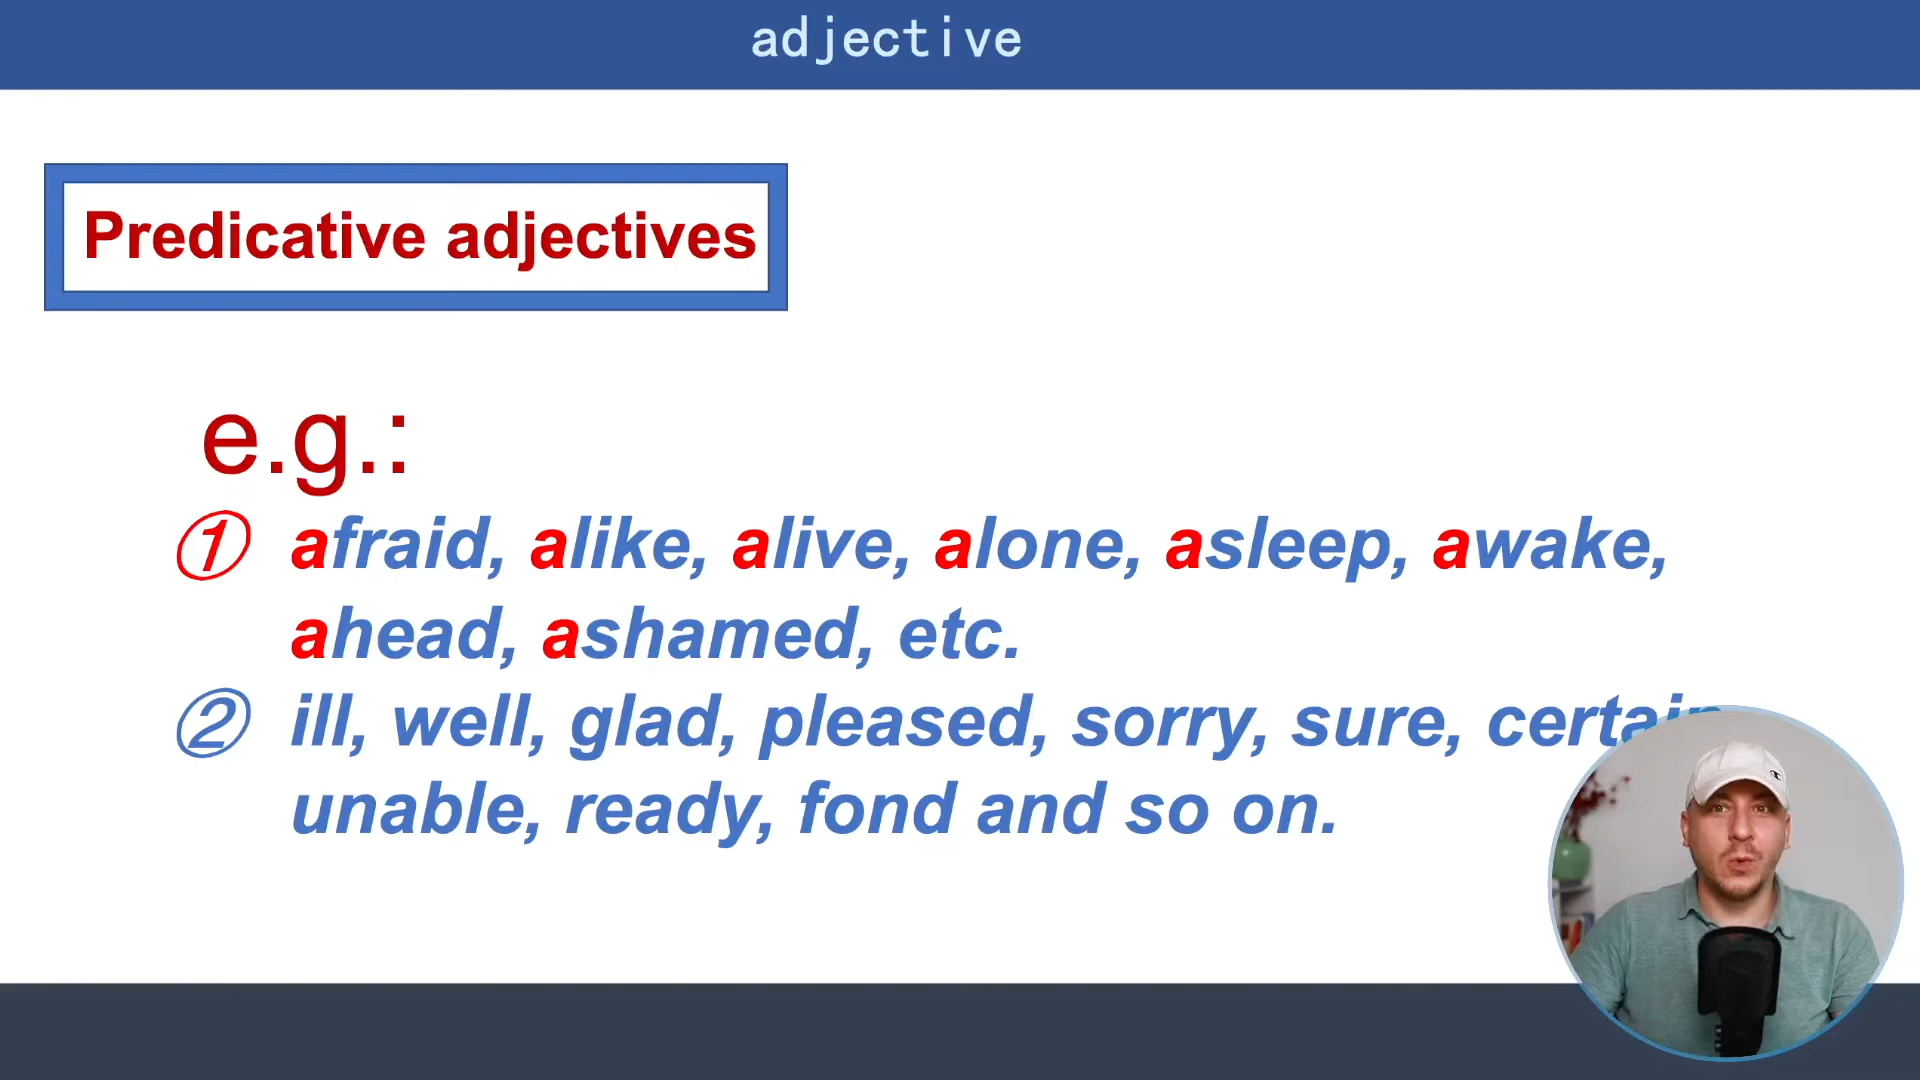 adjective
Predicative adjectives
e.g.:
① afraid, alike, alive, alone, asleep, awake,
ahead, ashamed, etc.
② ill, well, glad, pleased, sorry, sure, certain
unable, ready, fond and so on.